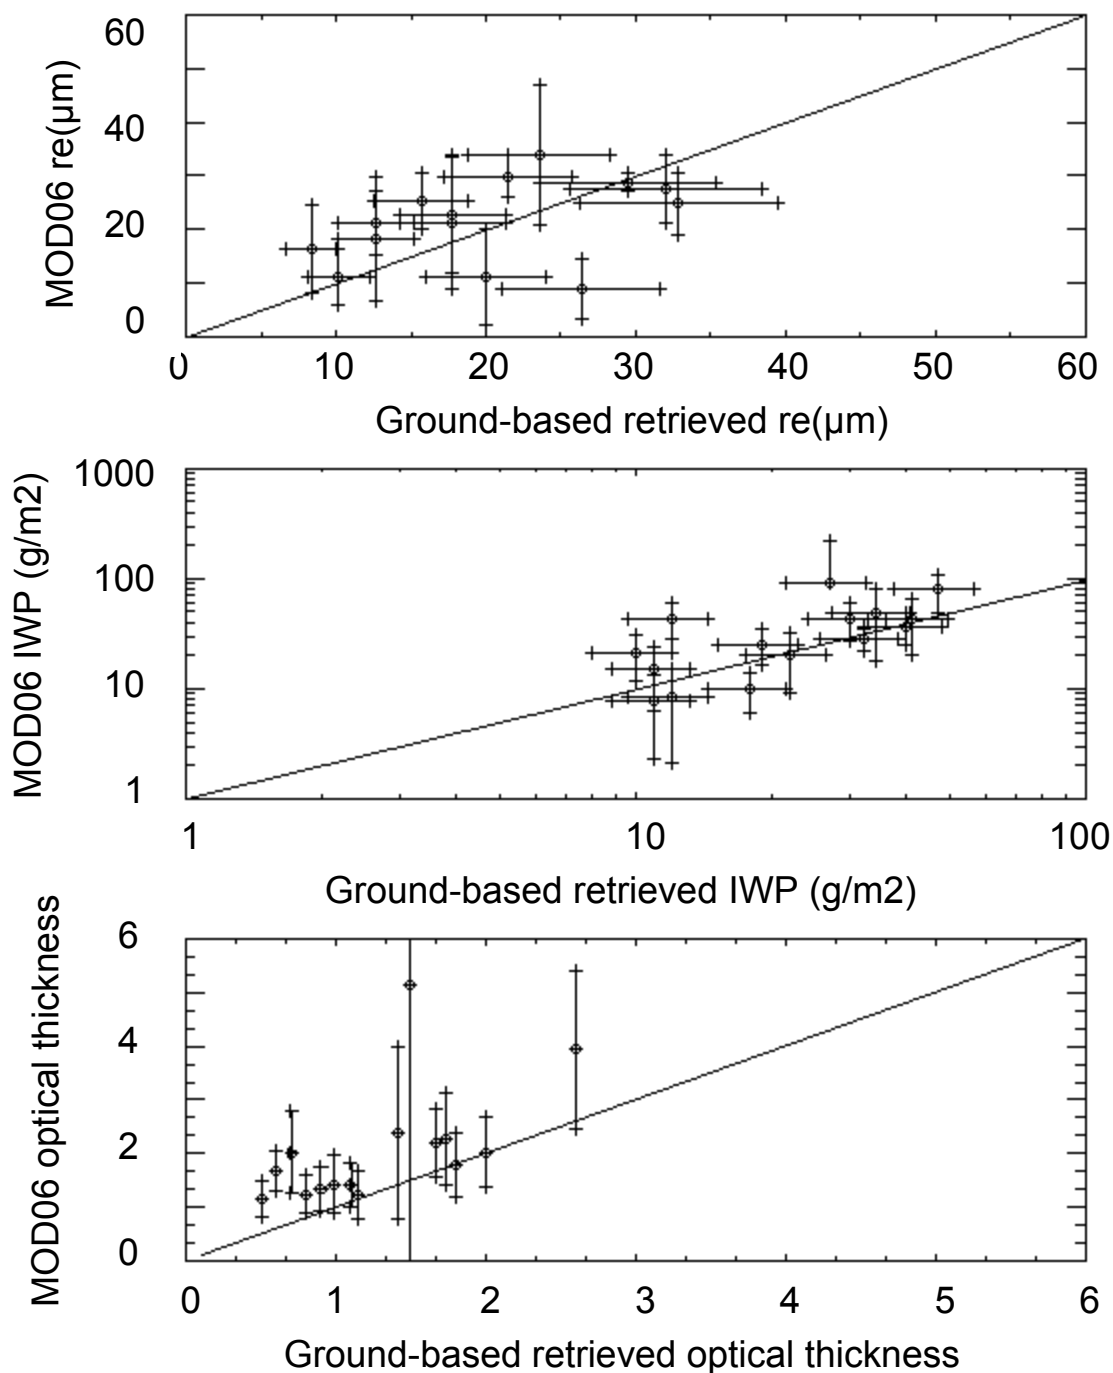 60
40
20
0
MOD06 re(μm)
0 10 20 30 40 50 60
Ground-based retrieved re(μm)
1000
100
10
1
MOD06 IWP (g/m2)
1 10 100
Ground-based retrieved IWP (g/m2)
6
4
2
0
MOD06 optical thickness
0 1 2 3 4 5 6
Ground-based retrieved optical thickness